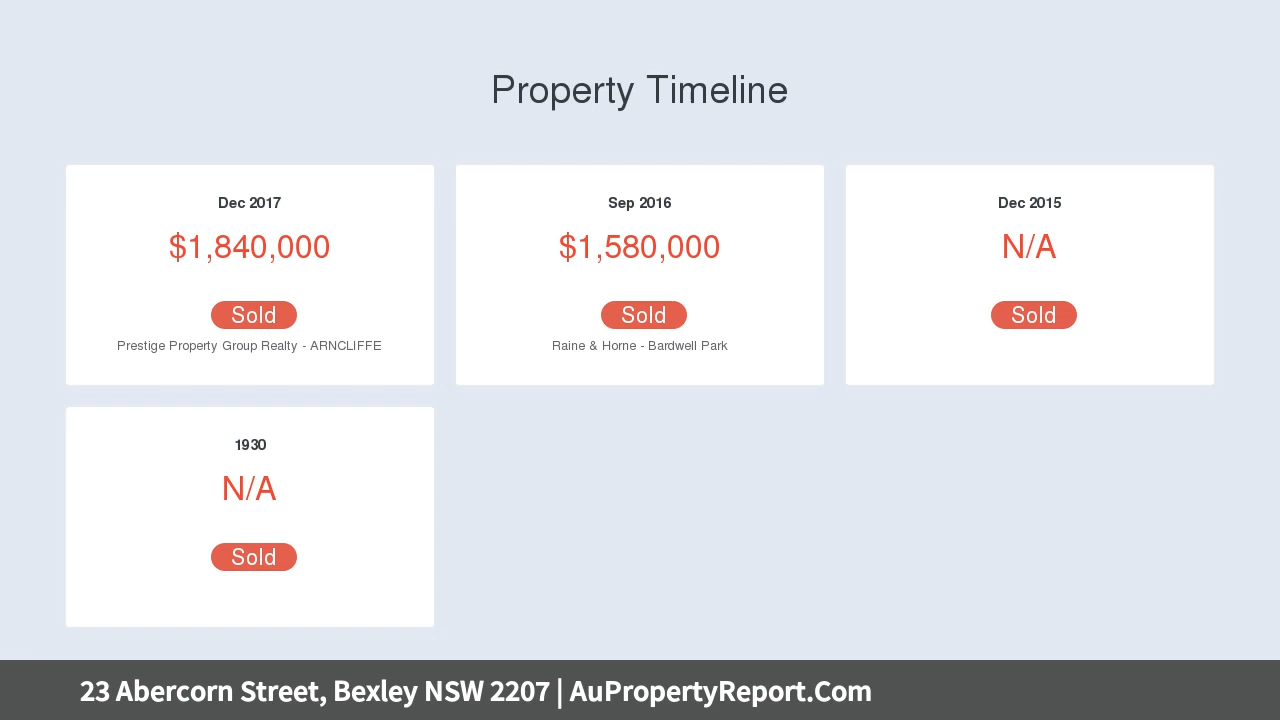 Property Timeline
Dec 2017
$1,840,000
Sold
Prestige Property Group Realty - ARNCLIFFE
Sep 2016
$1,580,000
Sold
Raine & Horne - Bardwell Park
Dec 2015
N/A
Sold
1930
N/A
Sold
23 Abercorn Street, Bexley NSW 2207 | AuPropertyReport.Com